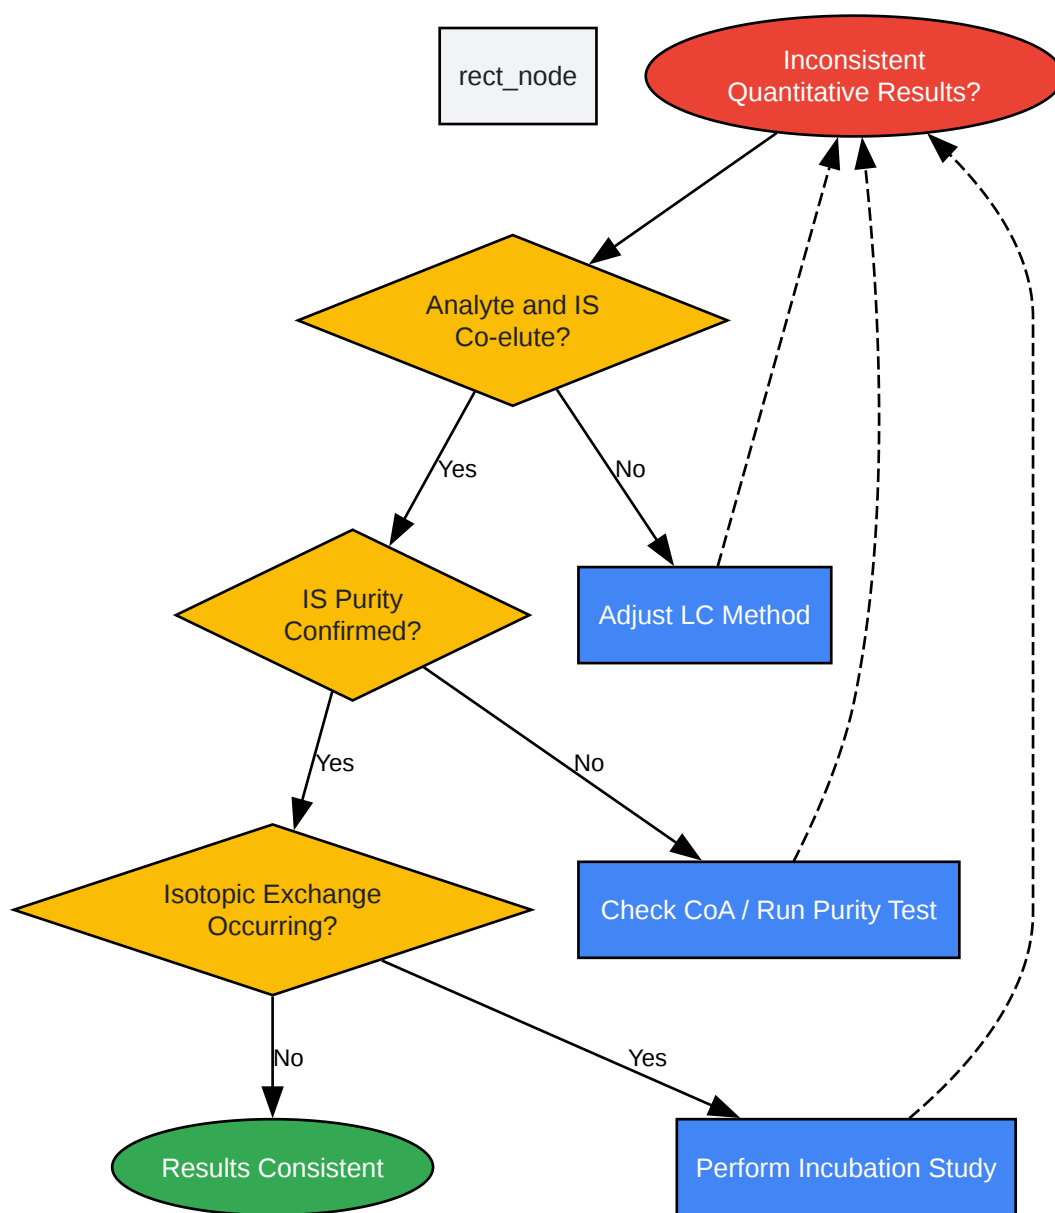 rect_node
Inconsistent
Quantitative Results?
Analyte and IS
Co-elute?
Yes
No
IS Purity
Confirmed?
Adjust LC Method
Yes
No
Isotopic Exchange
Occurring?
Check CoA / Run Purity Test
No
Yes
Results Consistent
Perform Incubation Study